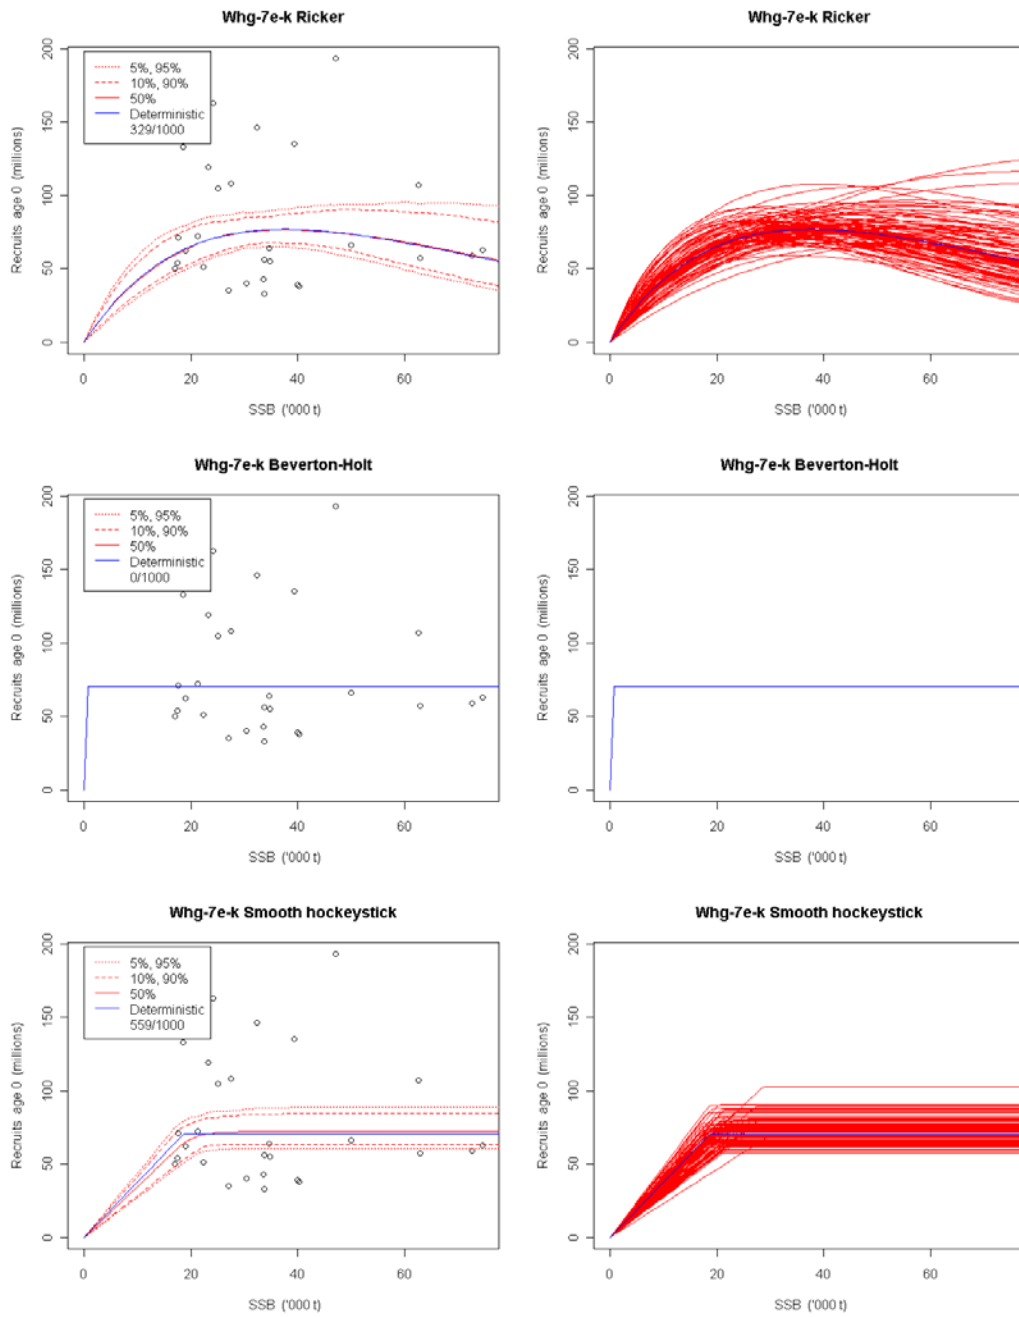 Whg-7e-k Ricker
Recruits age 0 (millions)
200
150
100
50
0
5%, 95%
10%, 90%
50%
Deterministic
329/1000
0 20 40 60
SSB ('000 t)
Whg-7e-k Ricker
Recruits age 0 (millions)
200
150
100
50
0
0 20 40 60
SSB ('000 t)
Whg-7e-k Beverton-Holt
Recruits age 0 (millions)
200
150
100
50
0
5%, 95%
10%, 90%
50%
Deterministic
0/1000
0 20 40 60
SSB ('000 t)
Whg-7e-k Beverton-Holt
Recruits age 0 (millions)
200
150
100
50
0
0 20 40 60
SSB ('000 t)
Whg-7e-k Smooth hockeystick
Recruits age 0 (millions)
200
150
100
50
0
5%, 95%
10%, 90%
50%
Deterministic
559/1000
0 20 40 60
SSB ('000 t)
Whg-7e-k Smooth hockeystick
Recruits age 0 (millions)
200
150
100
50
0
0 20 40 60
SSB ('000 t)